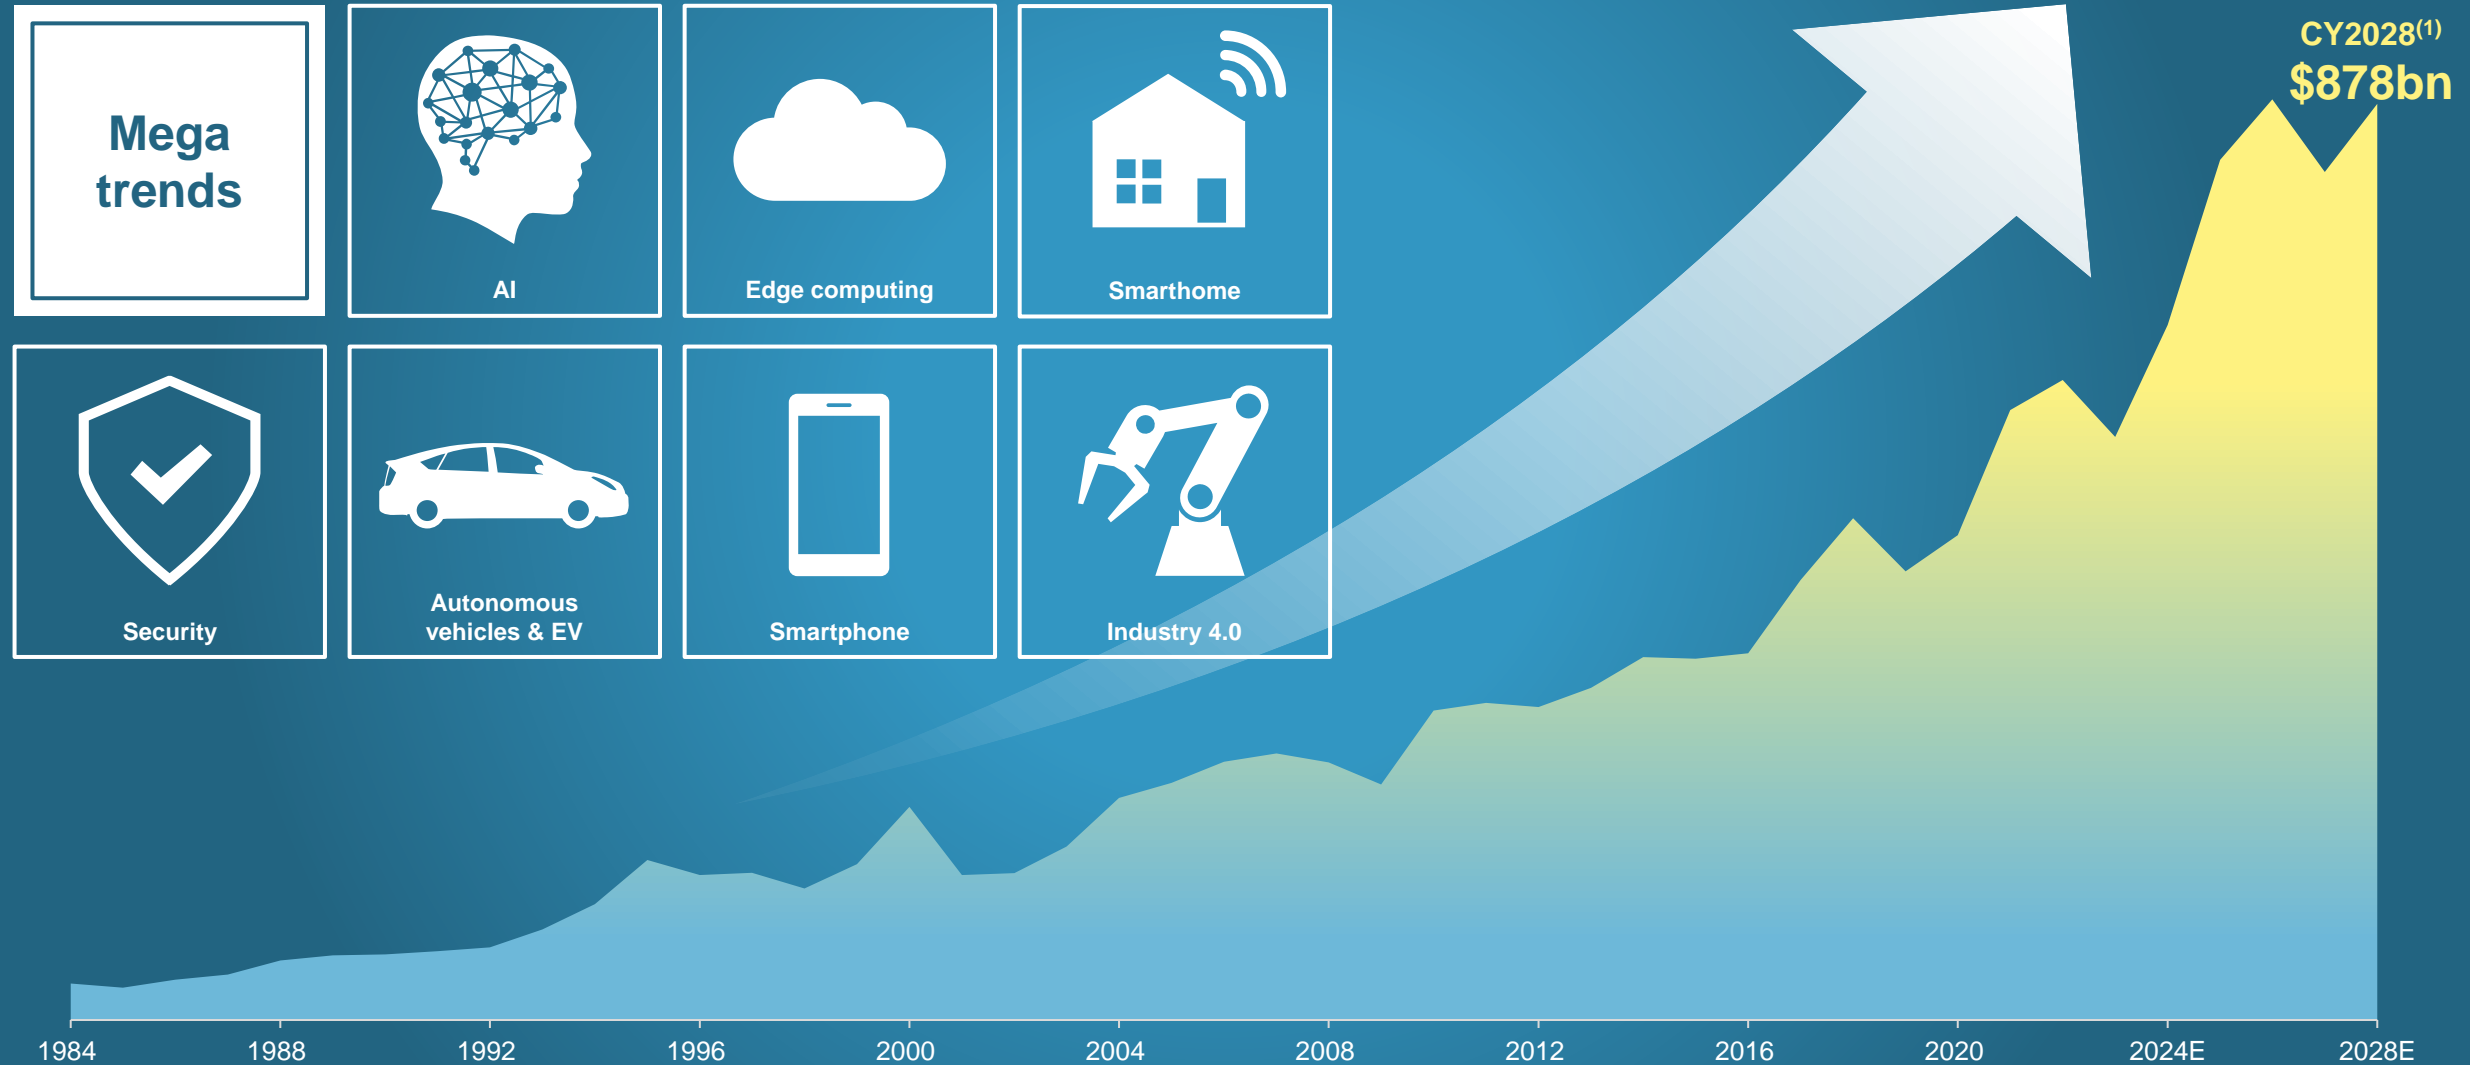 Mega
trends
AI
Edge computing
Smarthome
Security
Autonomous
vehicles & EV
Smartphone
Industry 4.0
CY2028(1)
$878bn
1984
1988
1992
1996
2000
2004
2008
2012
2016
2020
2024E
2028E